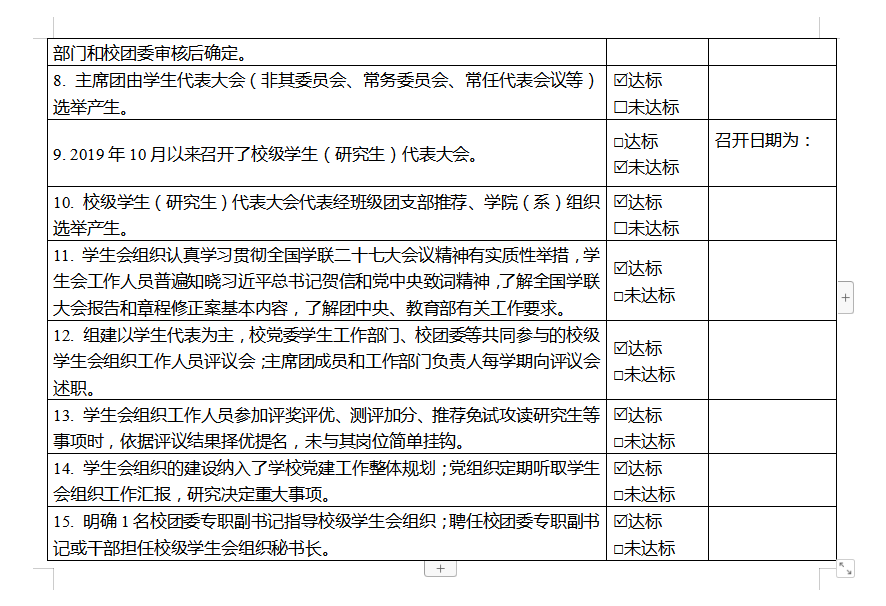 部门和校团委审核后确定。
8. 主席团由学生代表大会（非其委员会、常务委员会、常任代表会议等）
选举产生。
☑达标
□未达标
9. 2019年10月以来召开了校级学生（研究生）代表大会。
□达标
☑未达标
召开日期为：
10. 校级学生（研究生）代表大会代表经班级团支部推荐、学院（系）组织
选举产生。
☑达标
□未达标
11. 学生会组织认真学习贯彻全国学联二十七大会议精神有实质性举措，学
生会工作人员普遍知晓习近平总书记贺信和党中央致词精神，了解全国学联
大会报告和章程修正案基本内容，了解团中央、教育部有关工作要求。
☑达标
□未达标
12. 组建以学生代表为主，校党委学生工作部门、校团委等共同参与的校级
学生会组织工作人员评议会；主席团成员和工作部门负责人每学期向评议会
述职。
☑达标
□未达标
13. 学生会组织工作人员参加评奖评优、测评加分、推荐免试攻读研究生等
事项时，依据评议结果择优提名，未与其岗位简单挂钩。
☑达标
□未达标
14. 学生会组织的建设纳入了学校党建工作整体规划；党组织定期听取学生
会组织工作汇报，研究决定重大事项。
☑达标
□未达标
15. 明确1名校团委专职副书记指导校级学生会组织；聘任校团委专职副书
记或干部担任校级学生会组织秘书长。
☑达标
□未达标